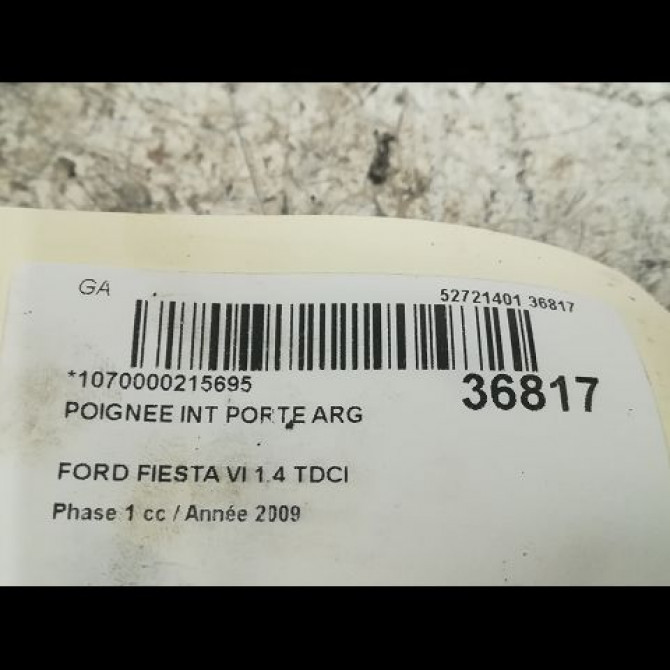 GA
52721401 36817
*1070000215695
36817
POIGNEE INT PORTE ARG
FORD FIESTA VI 1.4 TDCI
Phase 1 cc / Année 2009